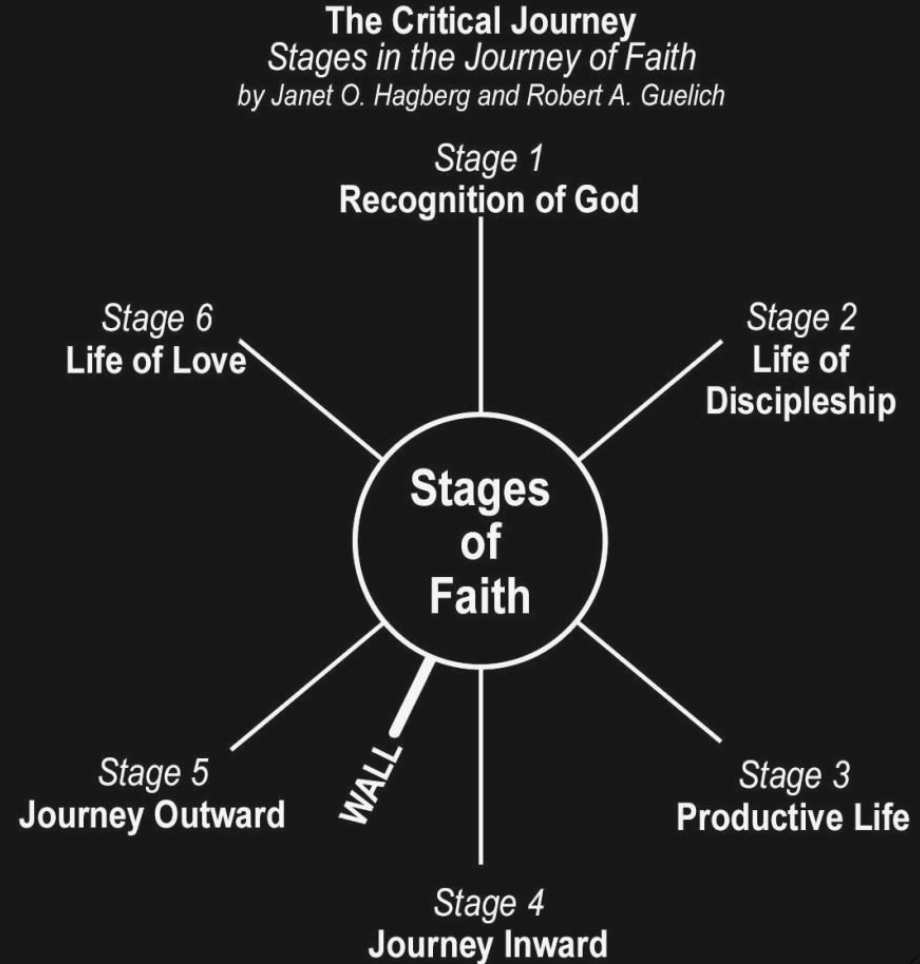 The Critical Journey
Stages in the Journey of Faith
by Janet O. Hagberg and Robert A. Guelich
Stage 1
Recognition of God
Stage 2
Life of
Discipleship
Stage 3
Productive Life
Stage 4
Journey Inward
WALL
Stage 5
Journey Outward
Stage 6
Life of Love
Stages
of
Faith